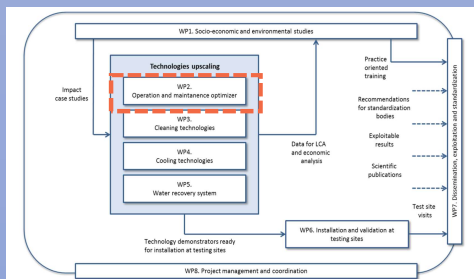 WP1. Socio-economic and environmental studies
Technologies upscaling
Impact
case studies
WP2.
Operation and maintenence optimizer
WP3.
Cleaning technologies
WP4.
Cooling technologies
WP5.
Water recovery system
Data for LCA
and economic
analysis
Practice
oriented
training
Recommendations
for standardization
bodies
Exploitable
results
Scientific
publications
Test site
visits
WP7. Dissemination, exploitation and standardization
Technology demonstrators ready
for installation at testing sites
WP6. Installation and validation at
testing sites
WP8. Project management and coordination